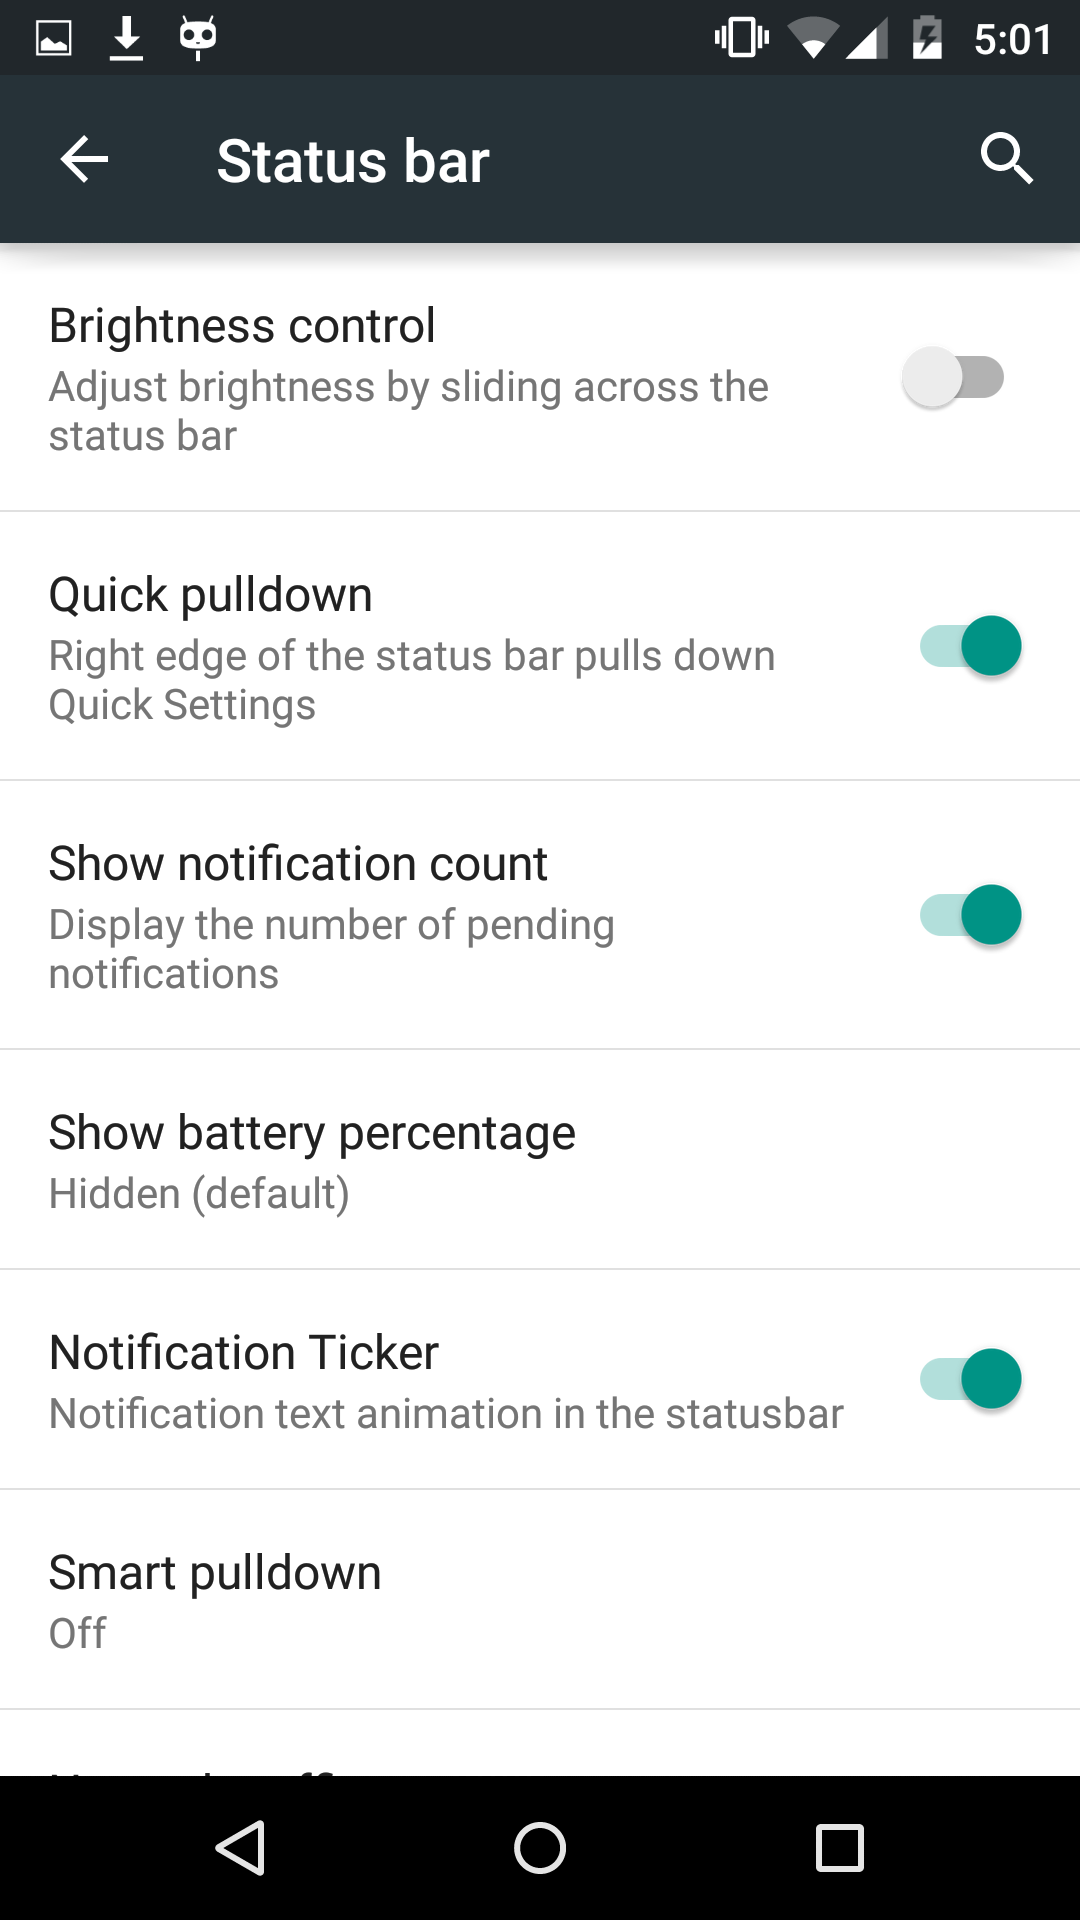 5:01
Status bar
Brightness control
Adjust brightness by sliding across the
status bar
Quick pulldown
Right edge of the status bar pulls down
Quick Settings
Show notification count
Display the number of pending
notifications
Show battery percentage
Hidden (default)
Notification Ticker
Notification text animation in the statusbar
Smart pulldown
Off